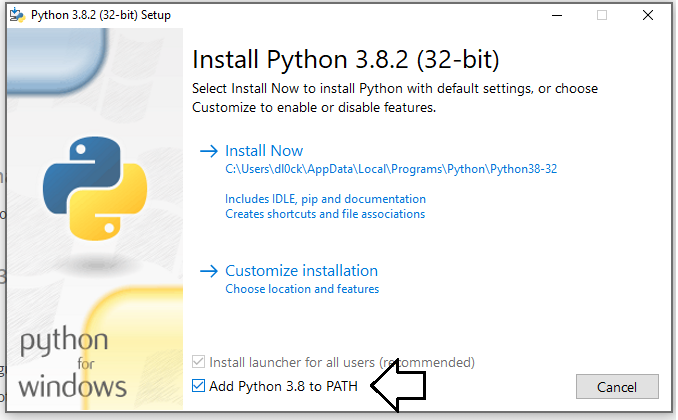 Python 3.8.2 (32-bit) Setup
Install Python 3.8.2 (32-bit)
Select Install Now to install Python with default settings, or choose
Customize to enable or disable features.
Install Now
C:\Users\dl0ck\AppData\Local\Programs\Python\Python38-32
Includes IDLE, pip and documentation
Creates shortcuts and file associations
Customize installation
Choose location and features
python
for
windows
Install launcher for all users (recommended)
Add Python 3.8 to PATH
Cancel